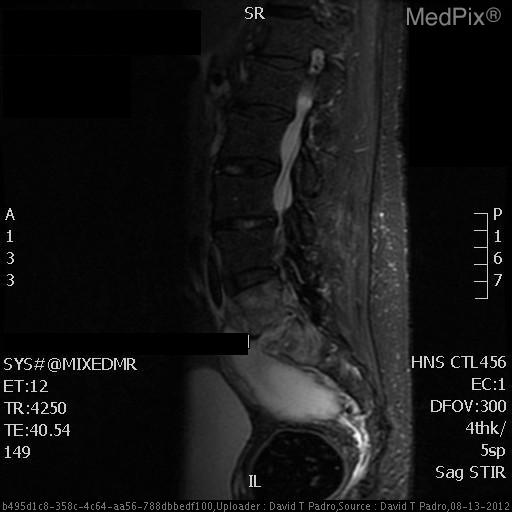 SR
MedPix®
A
1
3
3
P
1
6
7
SYS#@MIXEDMR
ET:12
TR:4250
TE:40.54
149
HNS CTL456
EC:1
DFOV:300
4thk/
5sp
Sag STIR
IL
b495d1c8-358c-4c64-aa56-788dbbedf100,Uploader : David T Padro,Source : David T Padro,08-13-2012